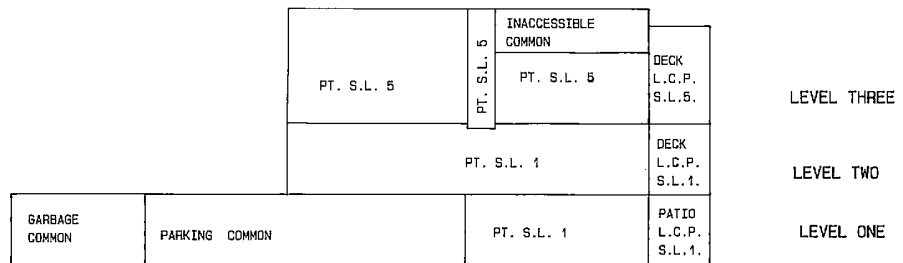 INACCESSIBLE
COMMON
PT. S.L. 5
PT. S.L. 5
PT. S.L. 5
DECK
L.C.P.
S.L.5.
LEVEL THREE
PT. S.L. 1
DECK
L.C.P.
S.L.1.
LEVEL TWO
GARBAGE
COMMON
PARKING COMMON
PT. S.L. 1
PATIO
L.C.P.
S.L.1.
LEVEL ONE